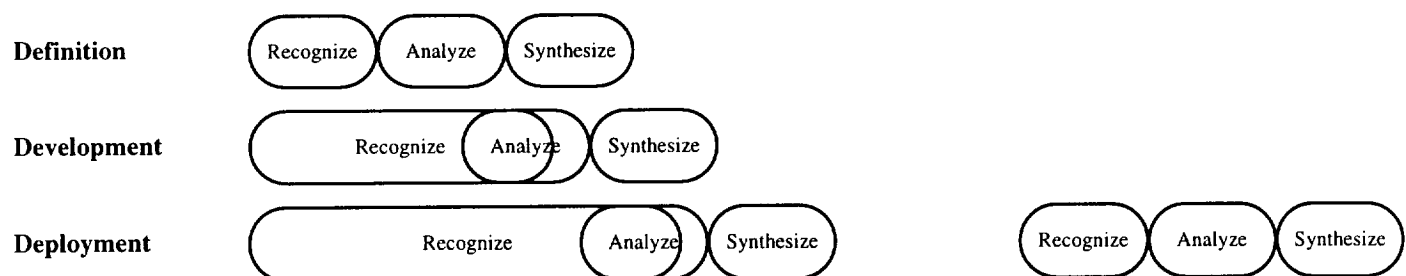 Definition Recognize Analyze Synthesize
Development Recognize Analyze Synthesize
Deployment Recognize Analyze Synthesize Recognize Analyze Synthesize